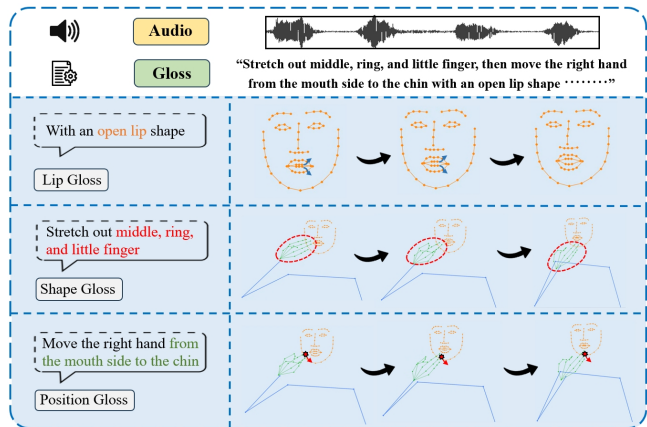 Audio
Gloss
“Stretch out middle, ring, and little finger, then move the right hand
from the mouth side to the chin with an open lip shape ········”
With an open lip shape
Lip Gloss
Stretch out middle, ring,
and little finger
Shape Gloss
Move the right hand from
the mouth side to the chin
Position Gloss